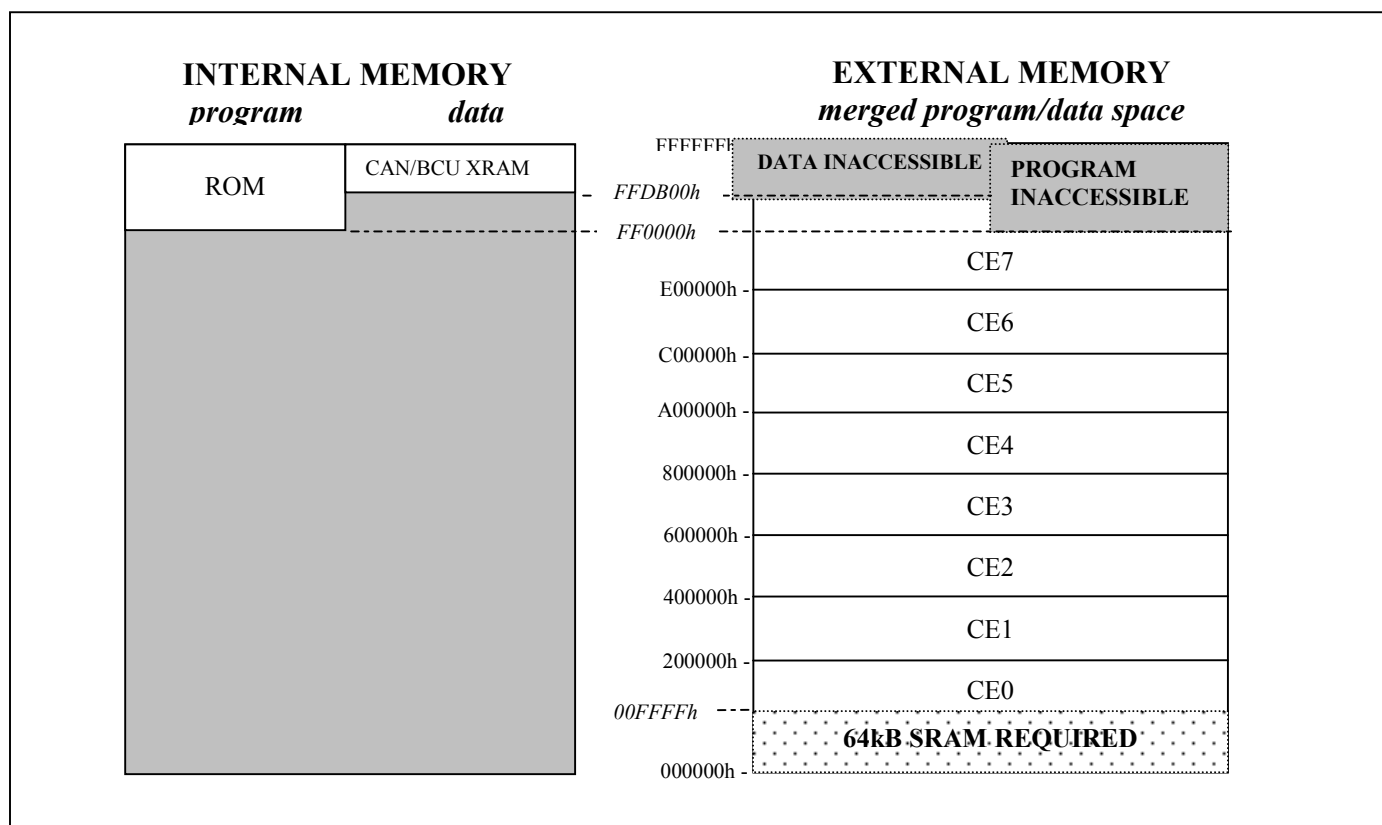 INTERNAL MEMORY
program data
ROM
CAN/BCU XRAM
EXTERNAL MEMORY
merged program/data space
DATA INACCESSIBLE
PROGRAM
INACCESSIBLE
FFDB00h
FF0000h
CE7
E00000h -
CE6
C00000h -
CE5
A00000h -
CE4
800000h -
CE3
600000h -
CE2
400000h -
CE1
200000h -
CE0
00FFFFh
64kB SRAM REQUIRED
000000h -